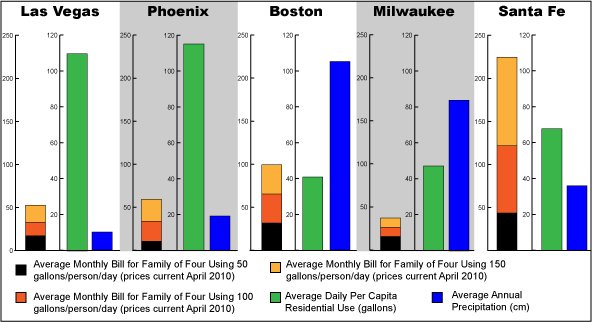 Las Vegas Phoenix Boston Milwaukee Santa Fe
250 120 250 120 250 120 250 120 250 120
100 100 100 100 100
200 200 200 200 200
80 80 80 80 80
150 150 150 150 150
60 60 60 60 60
100 100 100 100 100
40 40 40 40 40
50 50 50 50 50
20 20 20 20 20
0 0 0 0 0
Average Monthly Bill for Family of Four Using 50
gallons/person/day (prices current April 2010)
Average Monthly Bill for Family of Four Using 150
gallons/person/day (prices current April 2010)
Average Monthly Bill for Family of Four Using 100
gallons/person/day (prices current April 2010)
Average Daily Per Capita
Residential Use (gallons)
Average Annual
Precipitation (cm)